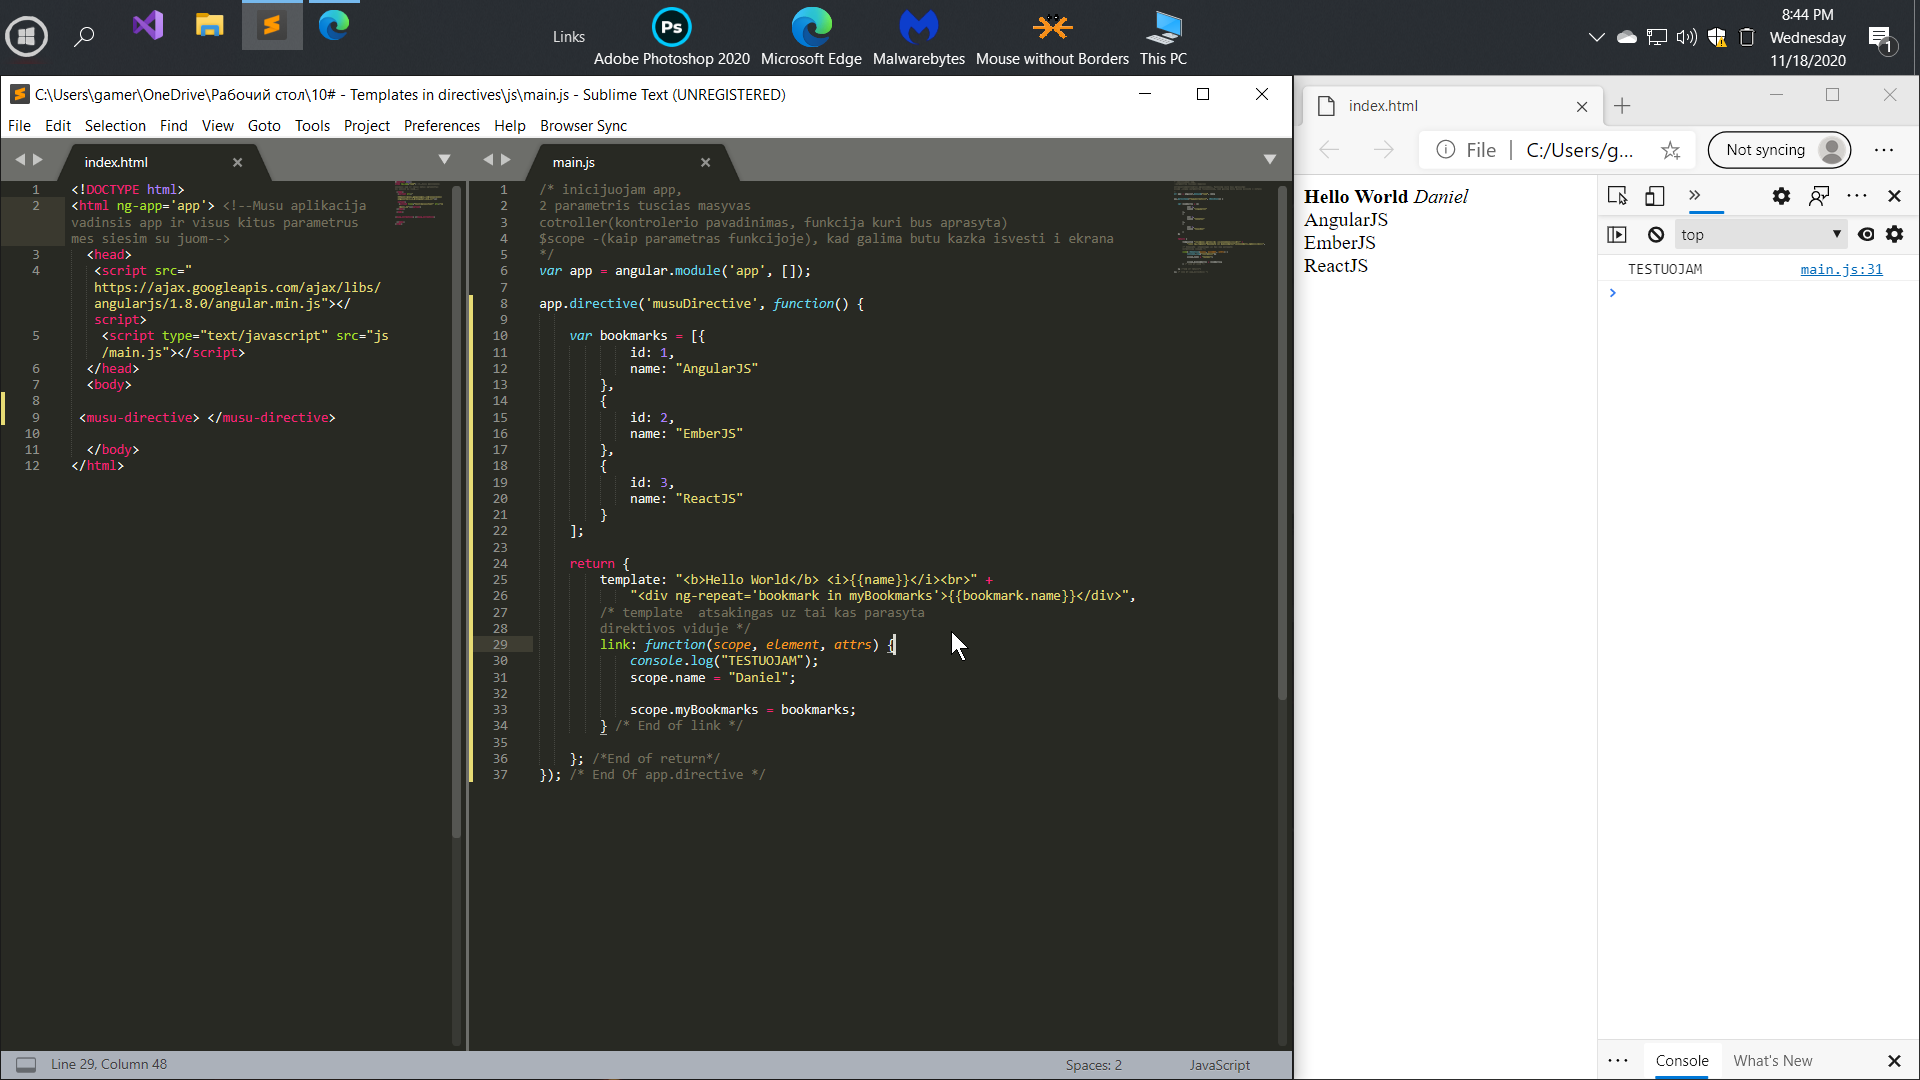 Links
Ps
Adobe Photoshop 2020
Microsoft Edge
Malwarebytes
Mouse without Borders
This PC
8:44 PM
Wednesday
11/18/2020
1
C:\Users\gamer\OneDrive\Рабочий стол\10# - Templates in directives\js\main.js - Sublime Text (UNREGISTERED)
File Edit Selection Find View Goto Tools Project Preferences Help Browser Sync
index.html
1 <!DOCTYPE html>
2 <html ng-app='app'> <!--Musu aplikacija
vadinsis app ir visus kitus parametrus
mes siesim su juom-->
3 <head>
4 <script src="
https://ajax.googleapis.com/ajax/libs/
angularjs/1.8.0/angular.min.js"></
script>
5 <script type="text/javascript" src="js
/main.js"></script>
6 </head>
7 <body>
8
9 <musu-directive> </musu-directive>
10
11 </body>
12 </html>
main.js
1 /* inicijuojam app,
2 2 parametris tuscias masyvas
3 cotroller(kontrolerio pavadinimas, funkcija kuri bus aprasyta)
4 $scope -(kaip parametras funkcijoje), kad galima butu kazka isvesti i ekrana
5 */
6 var app = angular.module('app', []);
7
8 app.directive('musuDirective', function() {
9
10 var bookmarks = [{
11 id: 1,
12 name: "AngularJS"
13 },
14 {
15 id: 2,
16 name: "EmberJS"
17 },
18 {
19 id: 3,
20 name: "ReactJS"
21 }
22 ];
23
24 return {
25 template: "<b>Hello World</b> <i>{{name}}</i><br>" +
26 "<div ng-repeat='bookmark in myBookmarks'>{{bookmark.name}}</div>",
27 /* template  atsakingas uz tai kas parasyta
28 direktivos viduje */
29 link: function(scope, element, attrs) {
30 console.log("TESTUOJAM");
31 scope.name = "Daniel";
32
33 scope.myBookmarks = bookmarks;
34 } /* End of link */
35
36 }; /*End of return*/
37 }); /* End Of app.directive */
Line 29, Column 48
Spaces: 2
JavaScript
index.html
File | C:/Users/g...
Not syncing
Hello World Daniel
AngularJS
EmberJS
ReactJS
top
TESTUOJAM main.js:31
Console
What's New